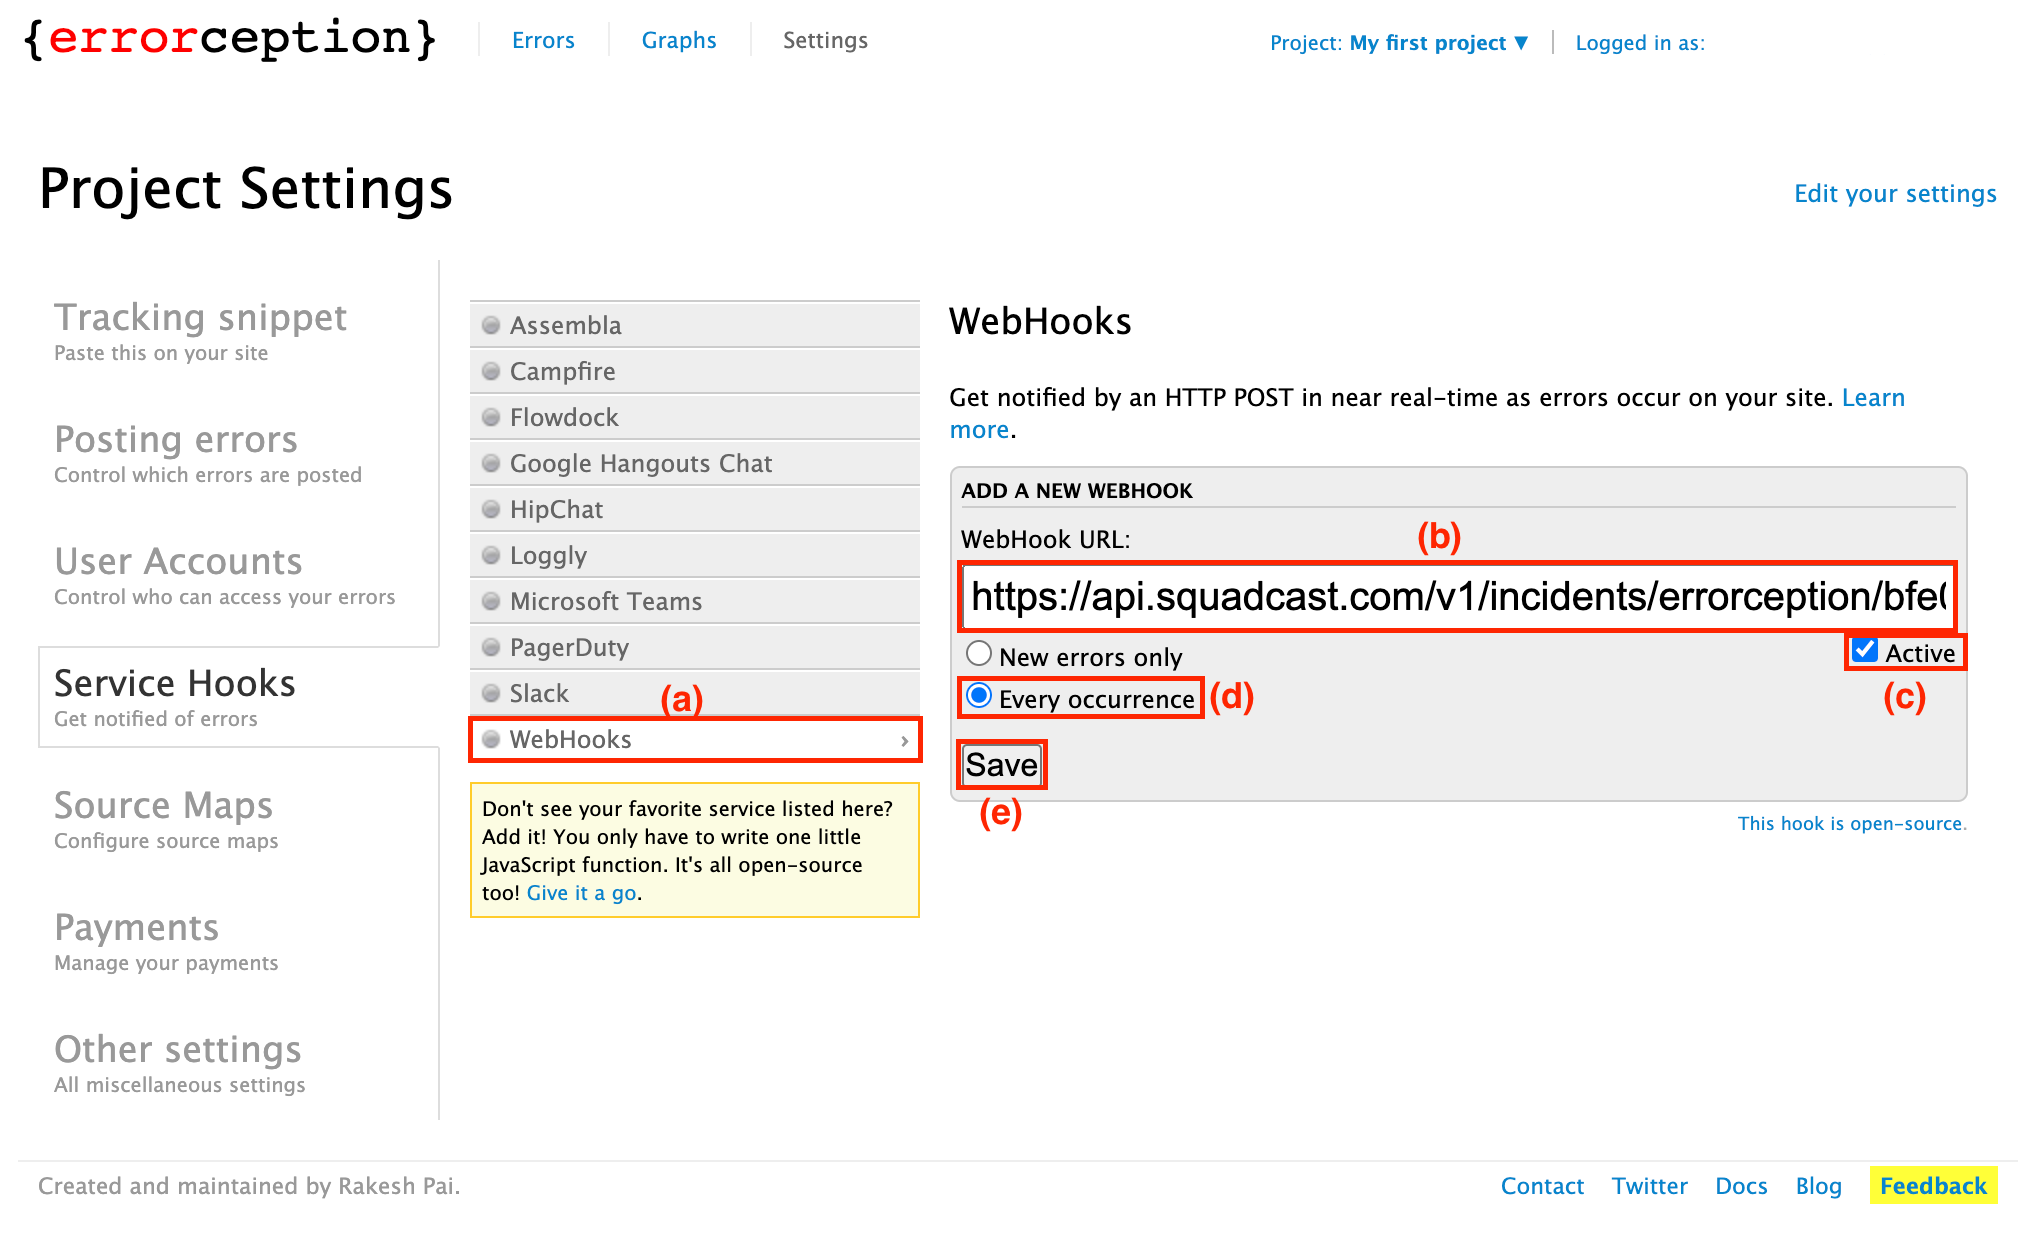 {errorception}
Errors
Graphs
Settings
Project: My first project ▼
Logged in as:
Project Settings
Edit your settings
Tracking snippet
Paste this on your site
Posting errors
Control which errors are posted
User Accounts
Control who can access your errors
Service Hooks
Get notified of errors
Source Maps
Configure source maps
Payments
Manage your payments
Other settings
All miscellaneous settings
Assembla
Campfire
Flowdock
Google Hangouts Chat
HipChat
Loggly
Microsoft Teams
PagerDuty
Slack
(a)
WebHooks ›
Don't see your favorite service listed here?
Add it! You only have to write one little
JavaScript function. It's all open-source
too! Give it a go.
WebHooks
Get notified by an HTTP POST in near real-time as errors occur on your site. Learn
more.
ADD A NEW WEBHOOK
WebHook URL:
(b)
https://api.squadcast.com/v1/incidents/errorception/bfe
New errors only
Active
Every occurrence
(d)
(c)
Save
(e)
This hook is open-source.
Created and maintained by Rakesh Pai.
Contact
Twitter
Docs
Blog
Feedback